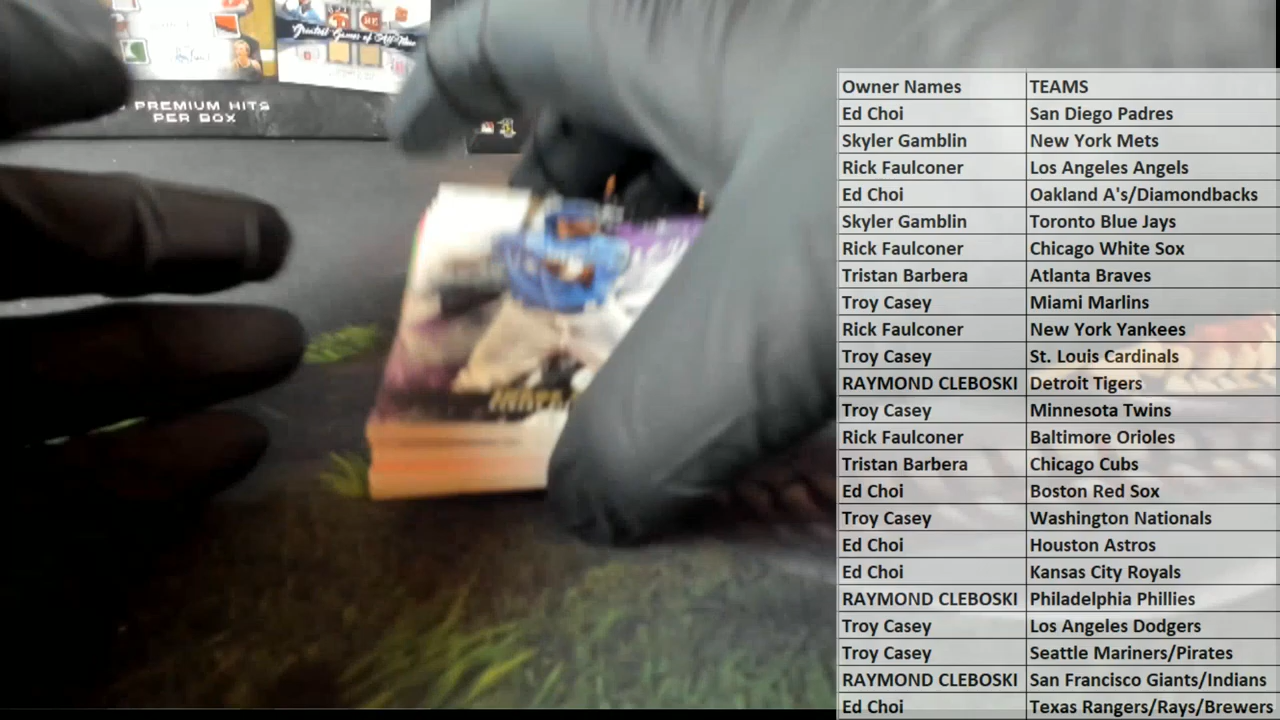 PREMIUM HITS
PER BOX
Greatest Games of
Owner Names TEAMS
Ed Choi San Diego Padres
Skyler Gamblin New York Mets
Rick Faulconer Los Angeles Angels
Ed Choi Oakland A's/Diamondbacks
Skyler Gamblin Toronto Blue Jays
Rick Faulconer Chicago White Sox
Tristan Barbera Atlanta Braves
Troy Casey Miami Marlins
Rick Faulconer New York Yankees
Troy Casey St. Louis Cardinals
RAYMOND CLEBOSKI Detroit Tigers
Troy Casey Minnesota Twins
Rick Faulconer Baltimore Orioles
Tristan Barbera Chicago Cubs
Ed Choi Boston Red Sox
Troy Casey Washington Nationals
Ed Choi Houston Astros
Ed Choi Kansas City Royals
RAYMOND CLEBOSKI Philadelphia Phillies
Troy Casey Los Angeles Dodgers
Troy Casey Seattle Mariners/Pirates
RAYMOND CLEBOSKI San Francisco Giants/Indians
Ed Choi Texas Rangers/Rays/Brewers